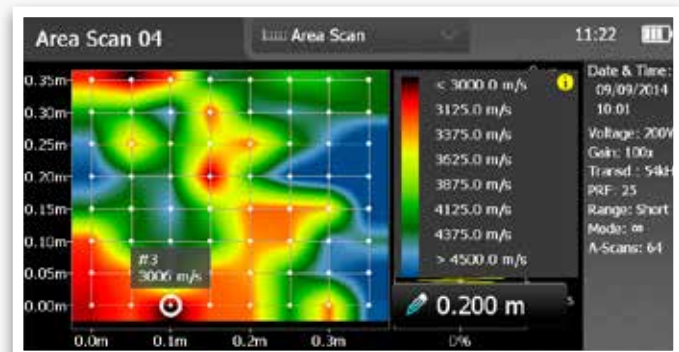 Area Scan 04
Area Scan
11:22
0.35m
0.30m
0.25m
0.20m
0.15m
0.10m
0.05m
0.00m
0.0m
0.1m
0.2m
0.3m
#3
3006 m/s
< 3000.0 m/s
3125.0 m/s
3375.0 m/s
3625.0 m/s
3875.0 m/s
4125.0 m/s
4375.0 m/s
> 4500.0 m/s
i
0.200 m
s
Date & Time:
09/09/2014
10:01
Voltage: 200V
Gain: 100x
Transd.: 54kH
PRF: 25
Range: Short
Mode: ∞
A-Scans: 64